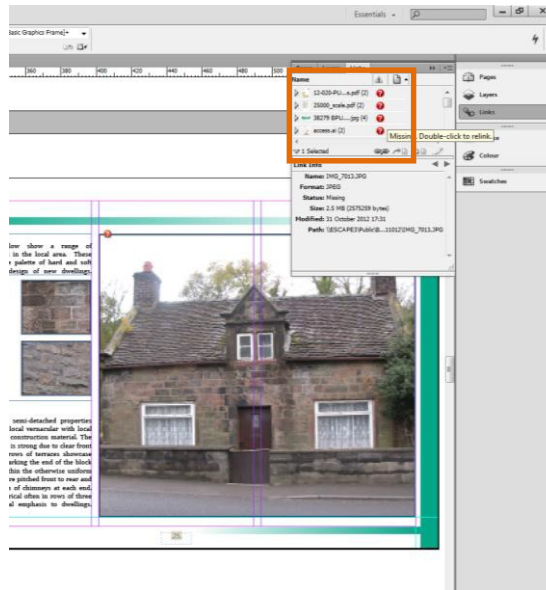 Essentials
Basic Graphics Frame]+
360 380 400 420 440 460 480 500
Links
Name
12-020-PU...s.pdf (2)
25000_scale.pdf (2)
36279 BPU....jpg (4)
access.ai (2)
Missing. Double-click to relink.
1 Selected
Link Info
Name: IMG_7013.JPG
Format: JPEG
Status: Missing
Size: 2.5 MB (2575259 bytes)
Modified: 31 October 2012 17:31
Path: \\ESCAPE3\Public\B...11012\IMG_7013.JPG
Pages
Layers
Links
Colour
Swatches
low show a range of
in the local area. These
palette of hard and soft
design of new dwellings.
semi-detached properties
local vernacular with local
construction material. The
is strong due to clear front
rows of terraces showcase
arking the end of the block
thin the otherwise uniform
re pitched front to rear and
of chimneys at each end.
rical often in rows of three
al emphasis to dwellings.
25